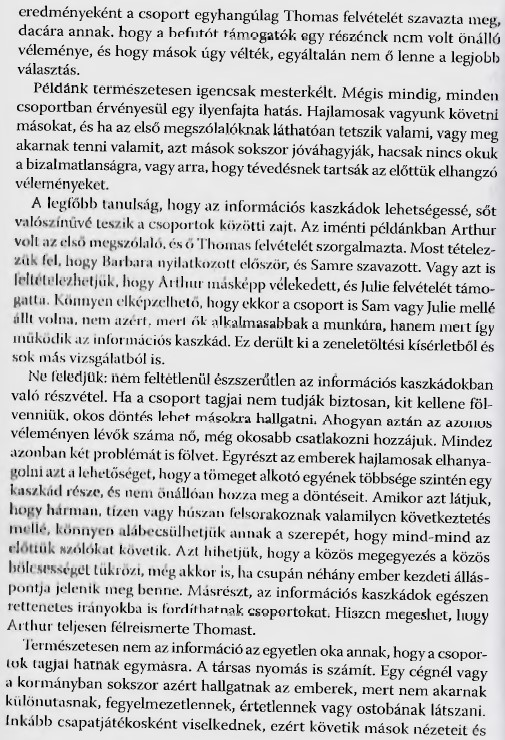 eredményeként a csoport egyhangúlag Thomas felvételét szavazta meg,
dacára annak, hogy a befutót támogatók egy részének nem volt önálló
véleménye, és hogy mások úgy vélték, egyáltalán nem ő lenne a legjobb
választás.
Példánk természetesen igencsak mesterkélt. Mégis mindig, minden
csoportban érvényesül egy ilyenfajta hatás. Hajlamosak vagyunk követni
másokat, és ha az első megszólalóknak láthatóan tetszik valami, vagy meg
akarnak tenni valamit, azt mások sokszor jóváhagyják, hacsak nincs okuk
a bizalmatlanságra, vagy arra, hogy tévedésnek tartsák az előttük elhangzó
véleményeket.
A legfőbb tanulság, hogy az információs kaszkádok lehetségessé, sőt
valószínűvé teszik a csoportok közötti zajt. Az iménti példánkban Arthur
volt az első megszólaló, és ő Thomas felvételét szorgalmazta. Most tételez-
zük fel, hogy Barbara nyilatkozott először, és Samre szavazott. Vagy azt is
feltételezhetjük, hogy Arthur másképp vélekedett, és Julie felvételét támo-
gatta. Könnyen elképzelhető, hogy ekkor a csoport is Sam vagy Julie mellé
állt volna, nem azért, mert ők alkalmasabbak a munkára, hanem mert így
működik az információs kaszkád. Ez derült ki a zeneletöltési kísérletből és
sok más vizsgálatból is.
Ne feledjük: nem feltétlenül észszerűtlen az információs kaszkádokban
való részvétel. Ha a csoport tagjai nem tudják biztosan, kit kellene föl-
venniük, okos döntés lehet másokra hallgatni. Ahogyan aztán az azonos
véleményen lévők száma nő, még okosabb csatlakozni hozzájuk. Mindez
azonban két problémát is fölvet. Egyrészt az emberek hajlamosak elhanya-
golni azt a lehetőséget, hogy a tömeget alkotó egyének többsége szintén egy
kaszkád része, és nem önállóan hozza meg a döntéseit. Amikor azt látjuk,
hogy hárman, tízen vagy húszan felsorakoznak valamilyen következtetés
mellé, könnyen alábecsülhetjük annak a szerepét, hogy mind-mind az
előttük szólókat követik. Azt hihetjük, hogy a közös megegyezés a közös
bölcsességet tükrözi, még akkor is, ha csupán néhány ember kezdeti állás-
pontja jelenik meg benne. Másrészt, az információs kaszkádok egészen
rettenetes irányokba is fordíthatnak csoportokat. Hiszen megeshet, hogy
Arthur teljesen félreismerte Thomast.
Természetesen nem az információ az egyetlen oka annak, hogy a csopor-
tok tagjai hatnak egymásra. A társas nyomás is számít. Egy cégnél vagy
a kormányban sokszor azért hallgatnak az emberek, mert nem akarnak
különutasnak, fegyelmezetlennek, értetlennek vagy ostobának látszani.
Inkább csapatjátékosként viselkednek, ezért követik mások nézeteit és